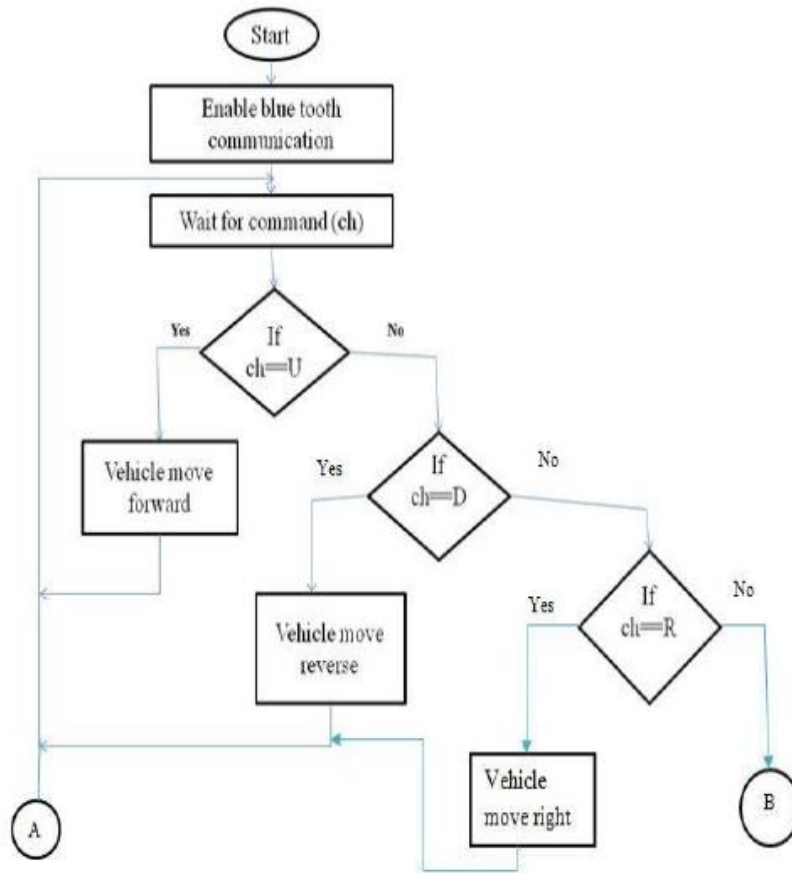 Start
Enable blue tooth
communication
Wait for command (ch)
Yes
No
If
ch==U
Vehicle move
forward
Yes
No
If
ch==D
Vehicle move
reverse
Yes
No
If
ch==R
Vehicle
move right
A
B